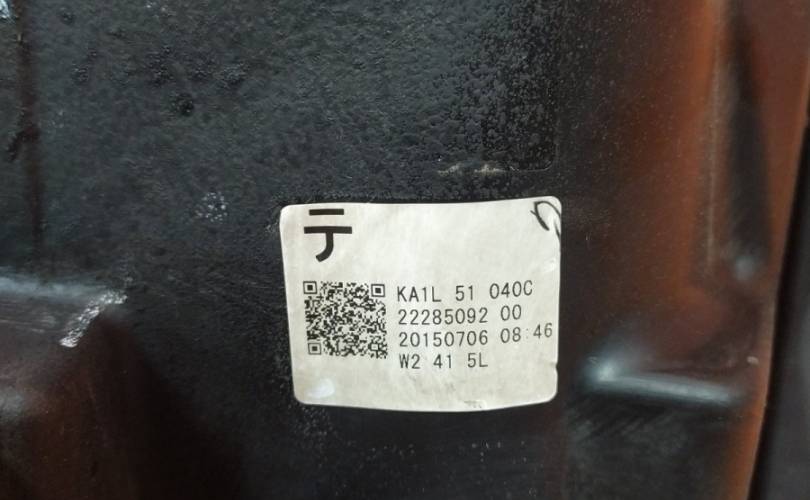 テ
KA1L 51 040C
22285092 00
20150706 08:46
W2 41 5L